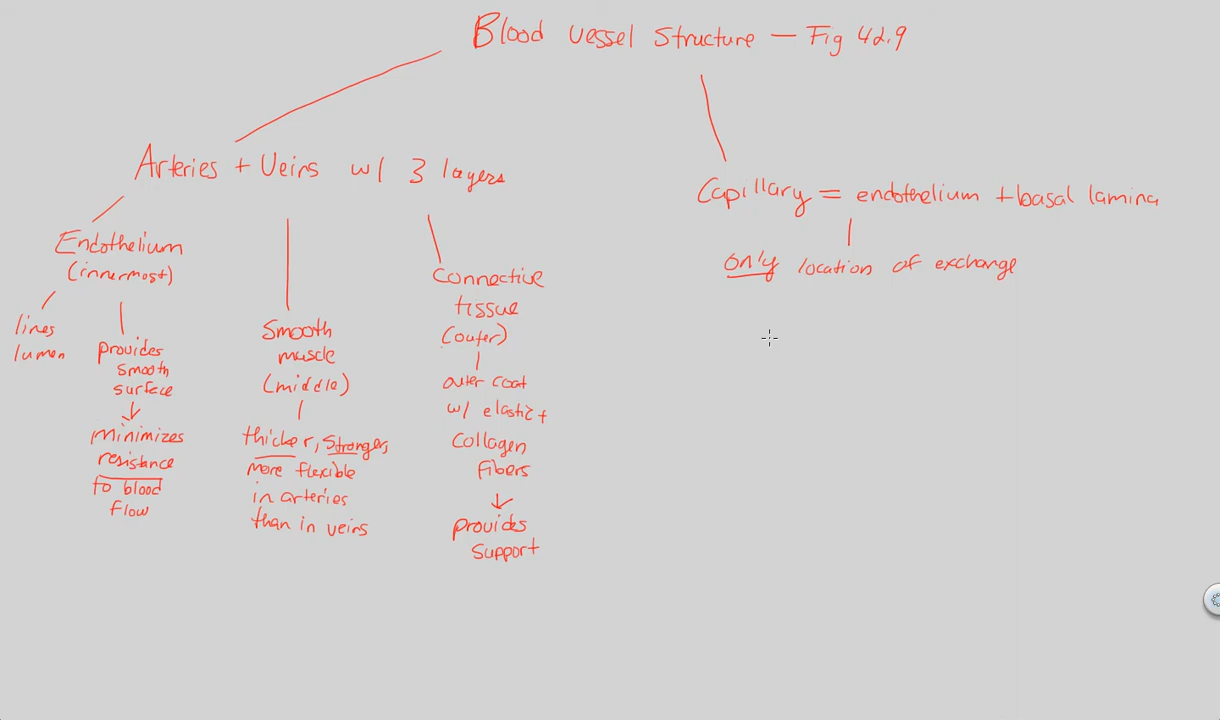 Blood vessel structure — Fig 42.9
Arteries + Veins w/ 3 layers
Endothelium
(innermost)
lines
lumen
provides
smooth
surface
minimizes
resistance
to blood
flow
smooth
muscle
(middle)
thicker, stronger,
more flexible
in arteries
than in veins
connective
tissue
(outer)
outer coat
w/ elastic +
collagen
fibers
provides
support
Capillary = endothelium + basal lamina
only location of exchange